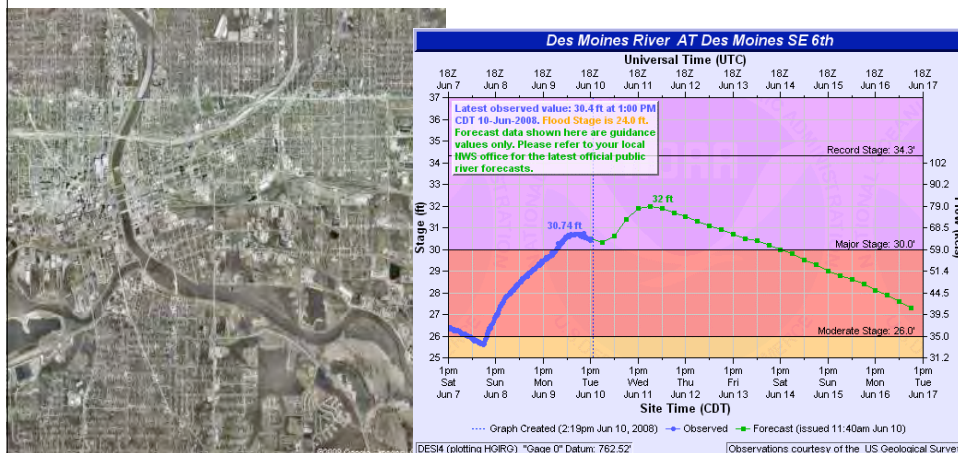 Des Moines River AT Des Moines SE 6th
Universal Time (UTC)
18Z 18Z 18Z 18Z 18Z 18Z 18Z 18Z 18Z 18Z 18Z
Jun 7 Jun 8 Jun 9 Jun 10 Jun 11 Jun 12 Jun 13 Jun 14 Jun 15 Jun 16 Jun 17
37
36
35
34
33
32
31
30
29
28
27
26
25
Stage (ft)
Latest observed value: 30.4 ft at 1:00 PM
CDT 10-Jun-2008. Flood Stage is 24.0 ft.
Forecast data shown here are guidance
values only. Please refer to your local
NWS office for the latest official public
river forecasts.
Record Stage: 34.3'
30.74 ft
32 ft
Major Stage: 30.0'
Moderate Stage: 26.0'
102
90.2
79.0
68.5
59.0
51.4
44.5
39.5
35.0
31.2
1pm 1pm 1pm 1pm 1pm 1pm 1pm 1pm 1pm 1pm 1pm
Sat Sun Mon Tue Wed Thu Fri Sat Sun Mon Tue
Jun 7 Jun 8 Jun 9 Jun 10 Jun 11 Jun 12 Jun 13 Jun 14 Jun 15 Jun 16 Jun 17
Site Time (CDT)
Graph Created (2:19pm Jun 10, 2008) Observed Forecast (issued 11:40am Jun 10)
DESI4 (plotting HGIRG) "Gage 0" Datum: 762.52' Observations courtesy of the US Geological Survey